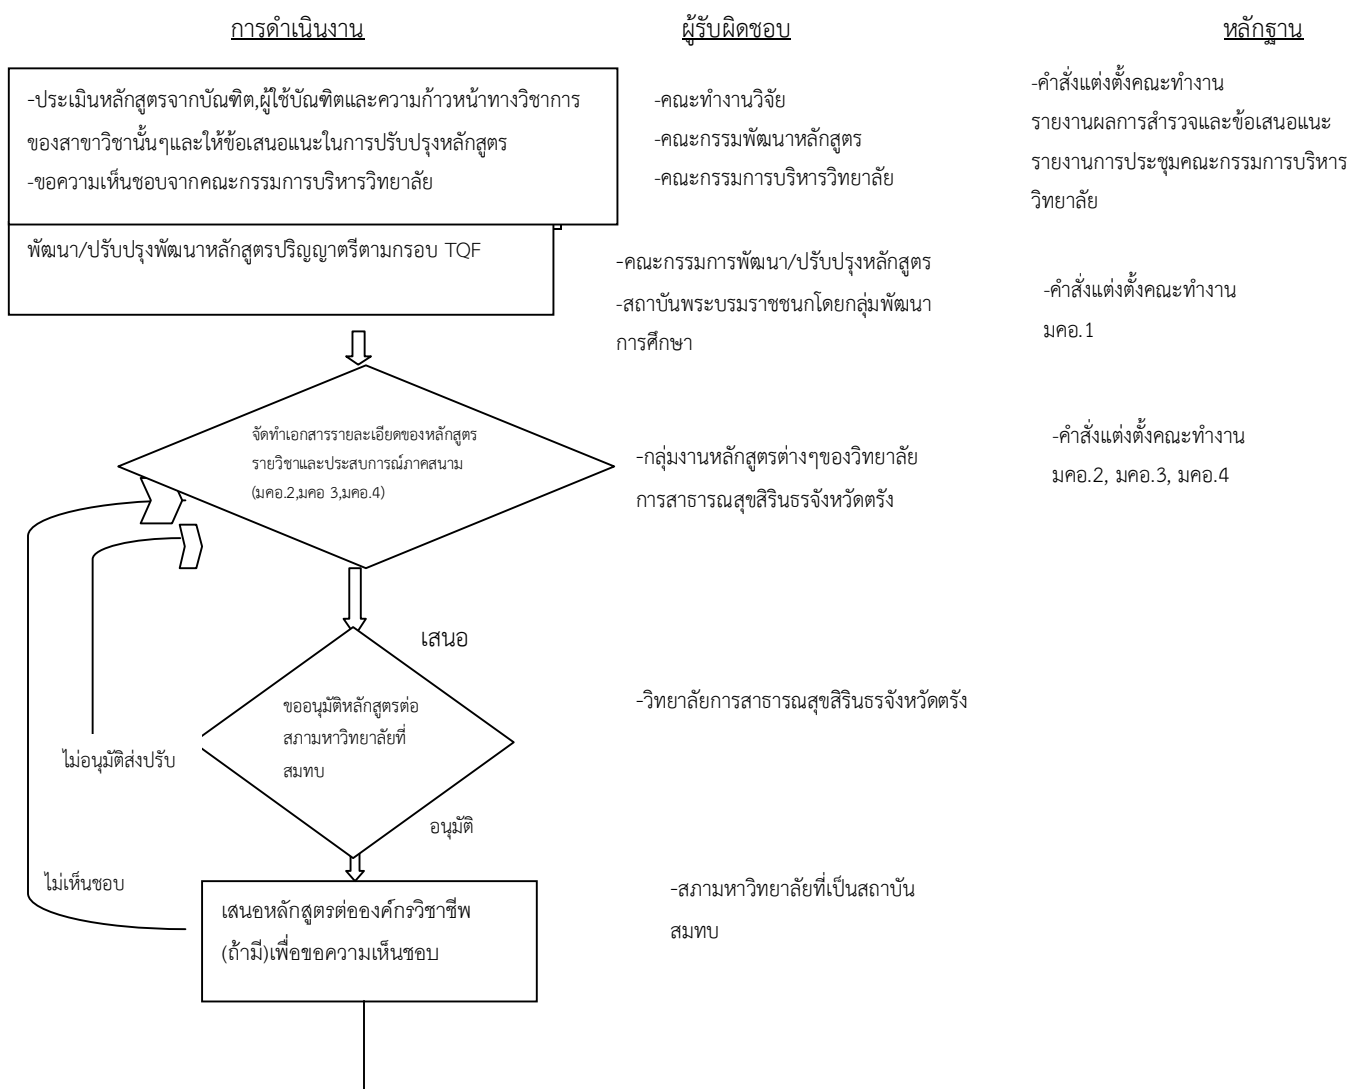 การดำเนินงาน
ผู้รับผิดชอบ
หลักฐาน
-ประเมินหลักสูตรจากบัณฑิต,ผู้ใช้บัณฑิตและความก้าวหน้าทางวิชาการ
ของสาขาวิชานั้นๆและให้ข้อเสนอแนะในการปรับปรุงหลักสูตร
-ขอความเห็นชอบจากคณะกรรมการบริหารวิทยาลัย
-คณะทำงานวิจัย
-คณะกรรมพัฒนาหลักสูตร
-คณะกรรมการบริหารวิทยาลัย
-คำสั่งแต่งตั้งคณะทำงาน
รายงานผลการสำรวจและข้อเสนอแนะ
รายงานการประชุมคณะกรรมการบริหาร
วิทยาลัย
พัฒนา/ปรับปรุงพัฒนาหลักสูตรปริญญาตรีตามกรอบ TQF
-คณะกรรมการพัฒนา/ปรับปรุงหลักสูตร
-สถาบันพระบรมราชชนกโดยกลุ่มพัฒนา
การศึกษา
-คำสั่งแต่งตั้งคณะทำงาน
มคอ.1
จัดทำเอกสารรายละเอียดของหลักสูตร
รายวิชาและประสบการณ์ภาคสนาม
(มคอ.2,มคอ 3,มคอ.4)
-กลุ่มงานหลักสูตรต่างๆของวิทยาลัย
การสาธารณสุขสิรินธรจังหวัดตรัง
-คำสั่งแต่งตั้งคณะทำงาน
มคอ.2, มคอ.3, มคอ.4
เสนอ
ขออนุมัติหลักสูตรต่อ
สภามหาวิทยาลัยที่
สมทบ
-วิทยาลัยการสาธารณสุขสิรินธรจังหวัดตรัง
ไม่อนุมัติส่งปรับ
อนุมัติ
ไม่เห็นชอบ
เสนอหลักสูตรต่อองค์กรวิชาชีพ
(ถ้ามี)เพื่อขอความเห็นชอบ
-สภามหาวิทยาลัยที่เป็นสถาบัน
สมทบ